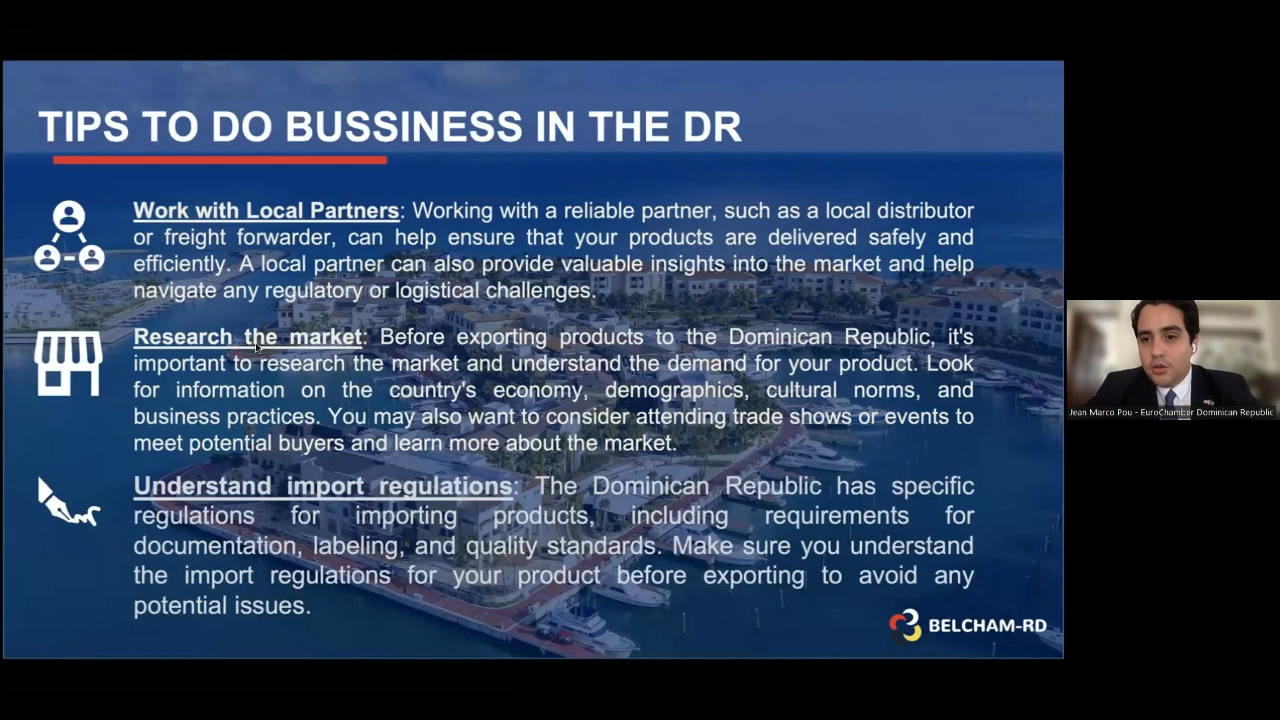 TIPS TO DO BUSSINESS IN THE DR
Work with Local Partners: Working with a reliable partner, such as a local distributor
or freight forwarder, can help ensure that your products are delivered safely and
efficiently. A local partner can also provide valuable insights into the market and help
navigate any regulatory or logistical challenges.
Research the market: Before exporting products to the Dominican Republic, it's
important to research the market and understand the demand for your product. Look
for information on the country's economy, demographics, cultural norms, and
business practices. You may also want to consider attending trade shows or events to
meet potential buyers and learn more about the market.
Understand import regulations: The Dominican Republic has specific
regulations for importing products, including requirements for
documentation, labeling, and quality standards. Make sure you understand
the import regulations for your product before exporting to avoid any
potential issues.
BELCHAM-RD
Jean Marco Pou - EuroChamber Dominican Republic